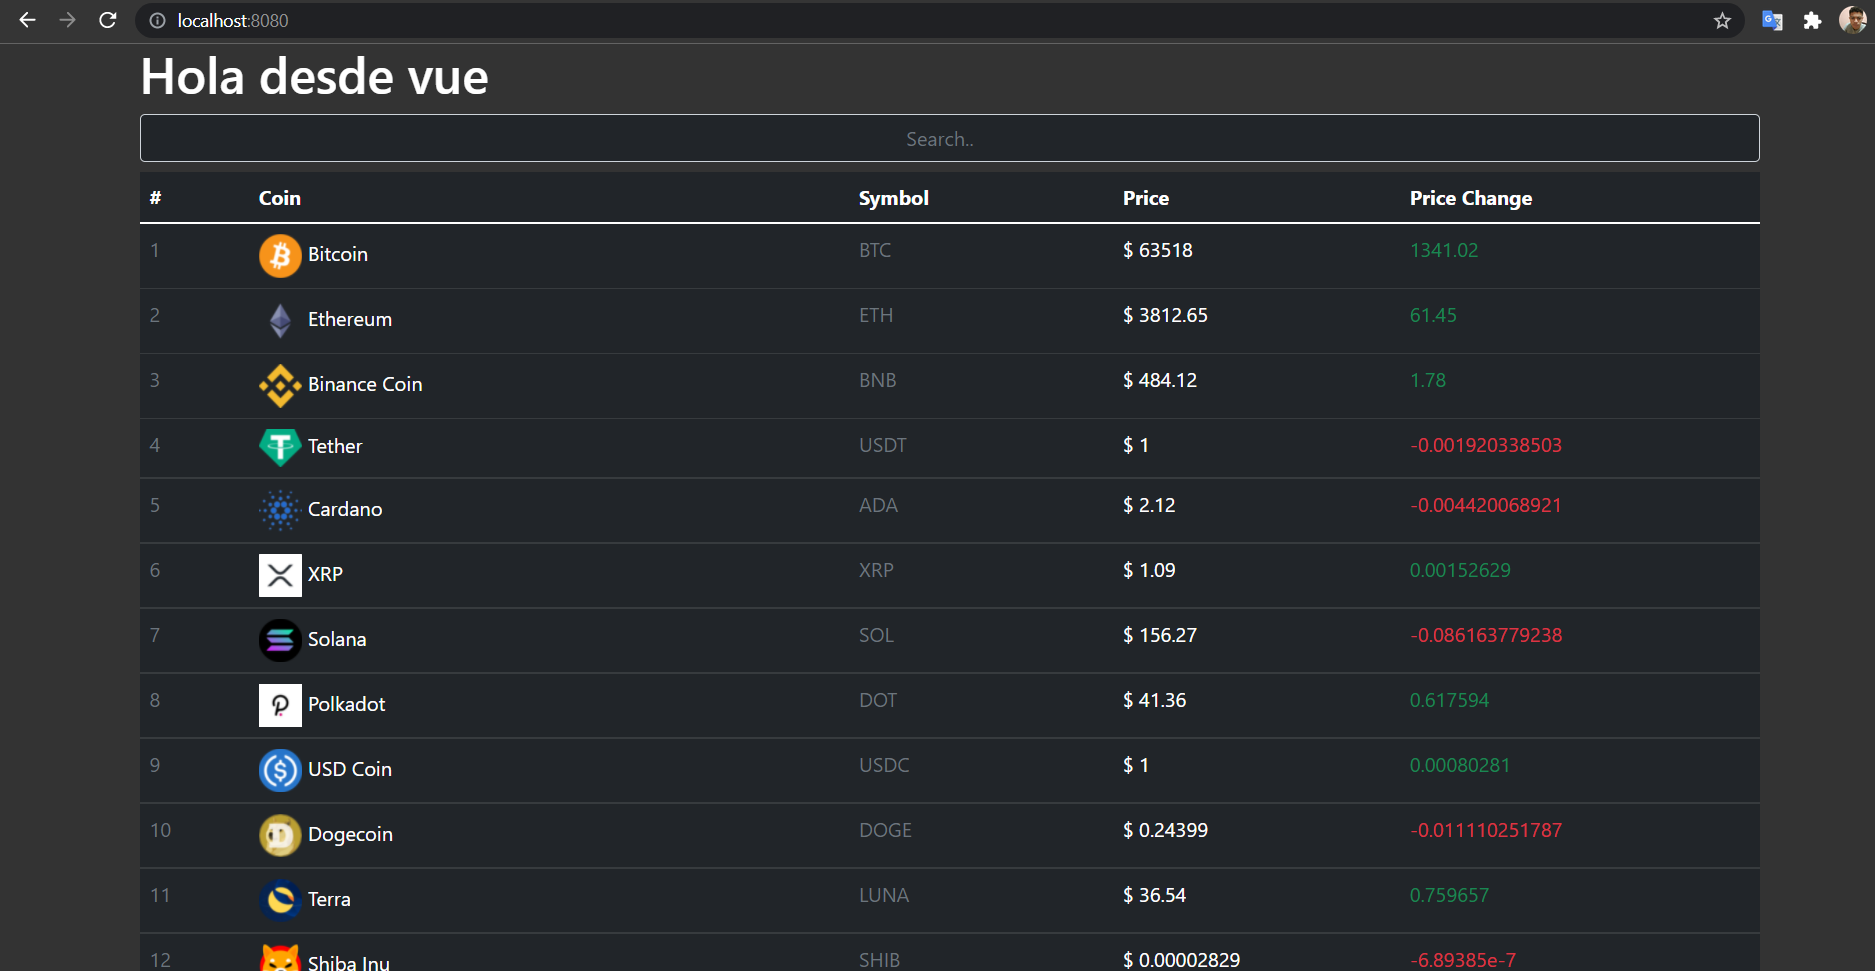 localhost:8080
Hola desde vue
Search..
# Coin Symbol Price Price Change
1 Bitcoin BTC $ 63518 1341.02
2 Ethereum ETH $ 3812.65 61.45
3 Binance Coin BNB $ 484.12 1.78
4 Tether USDT $ 1 -0.001920338503
5 Cardano ADA $ 2.12 -0.004420068921
6 XRP XRP $ 1.09 0.00152629
7 Solana SOL $ 156.27 -0.086163779238
8 Polkadot DOT $ 41.36 0.617594
9 USD Coin USDC $ 1 0.00080281
10 Dogecoin DOGE $ 0.24399 -0.011110251787
11 Terra LUNA $ 36.54 0.759657
12 Shiba Inu SHIB $ 0.00002829 -6.89385e-7